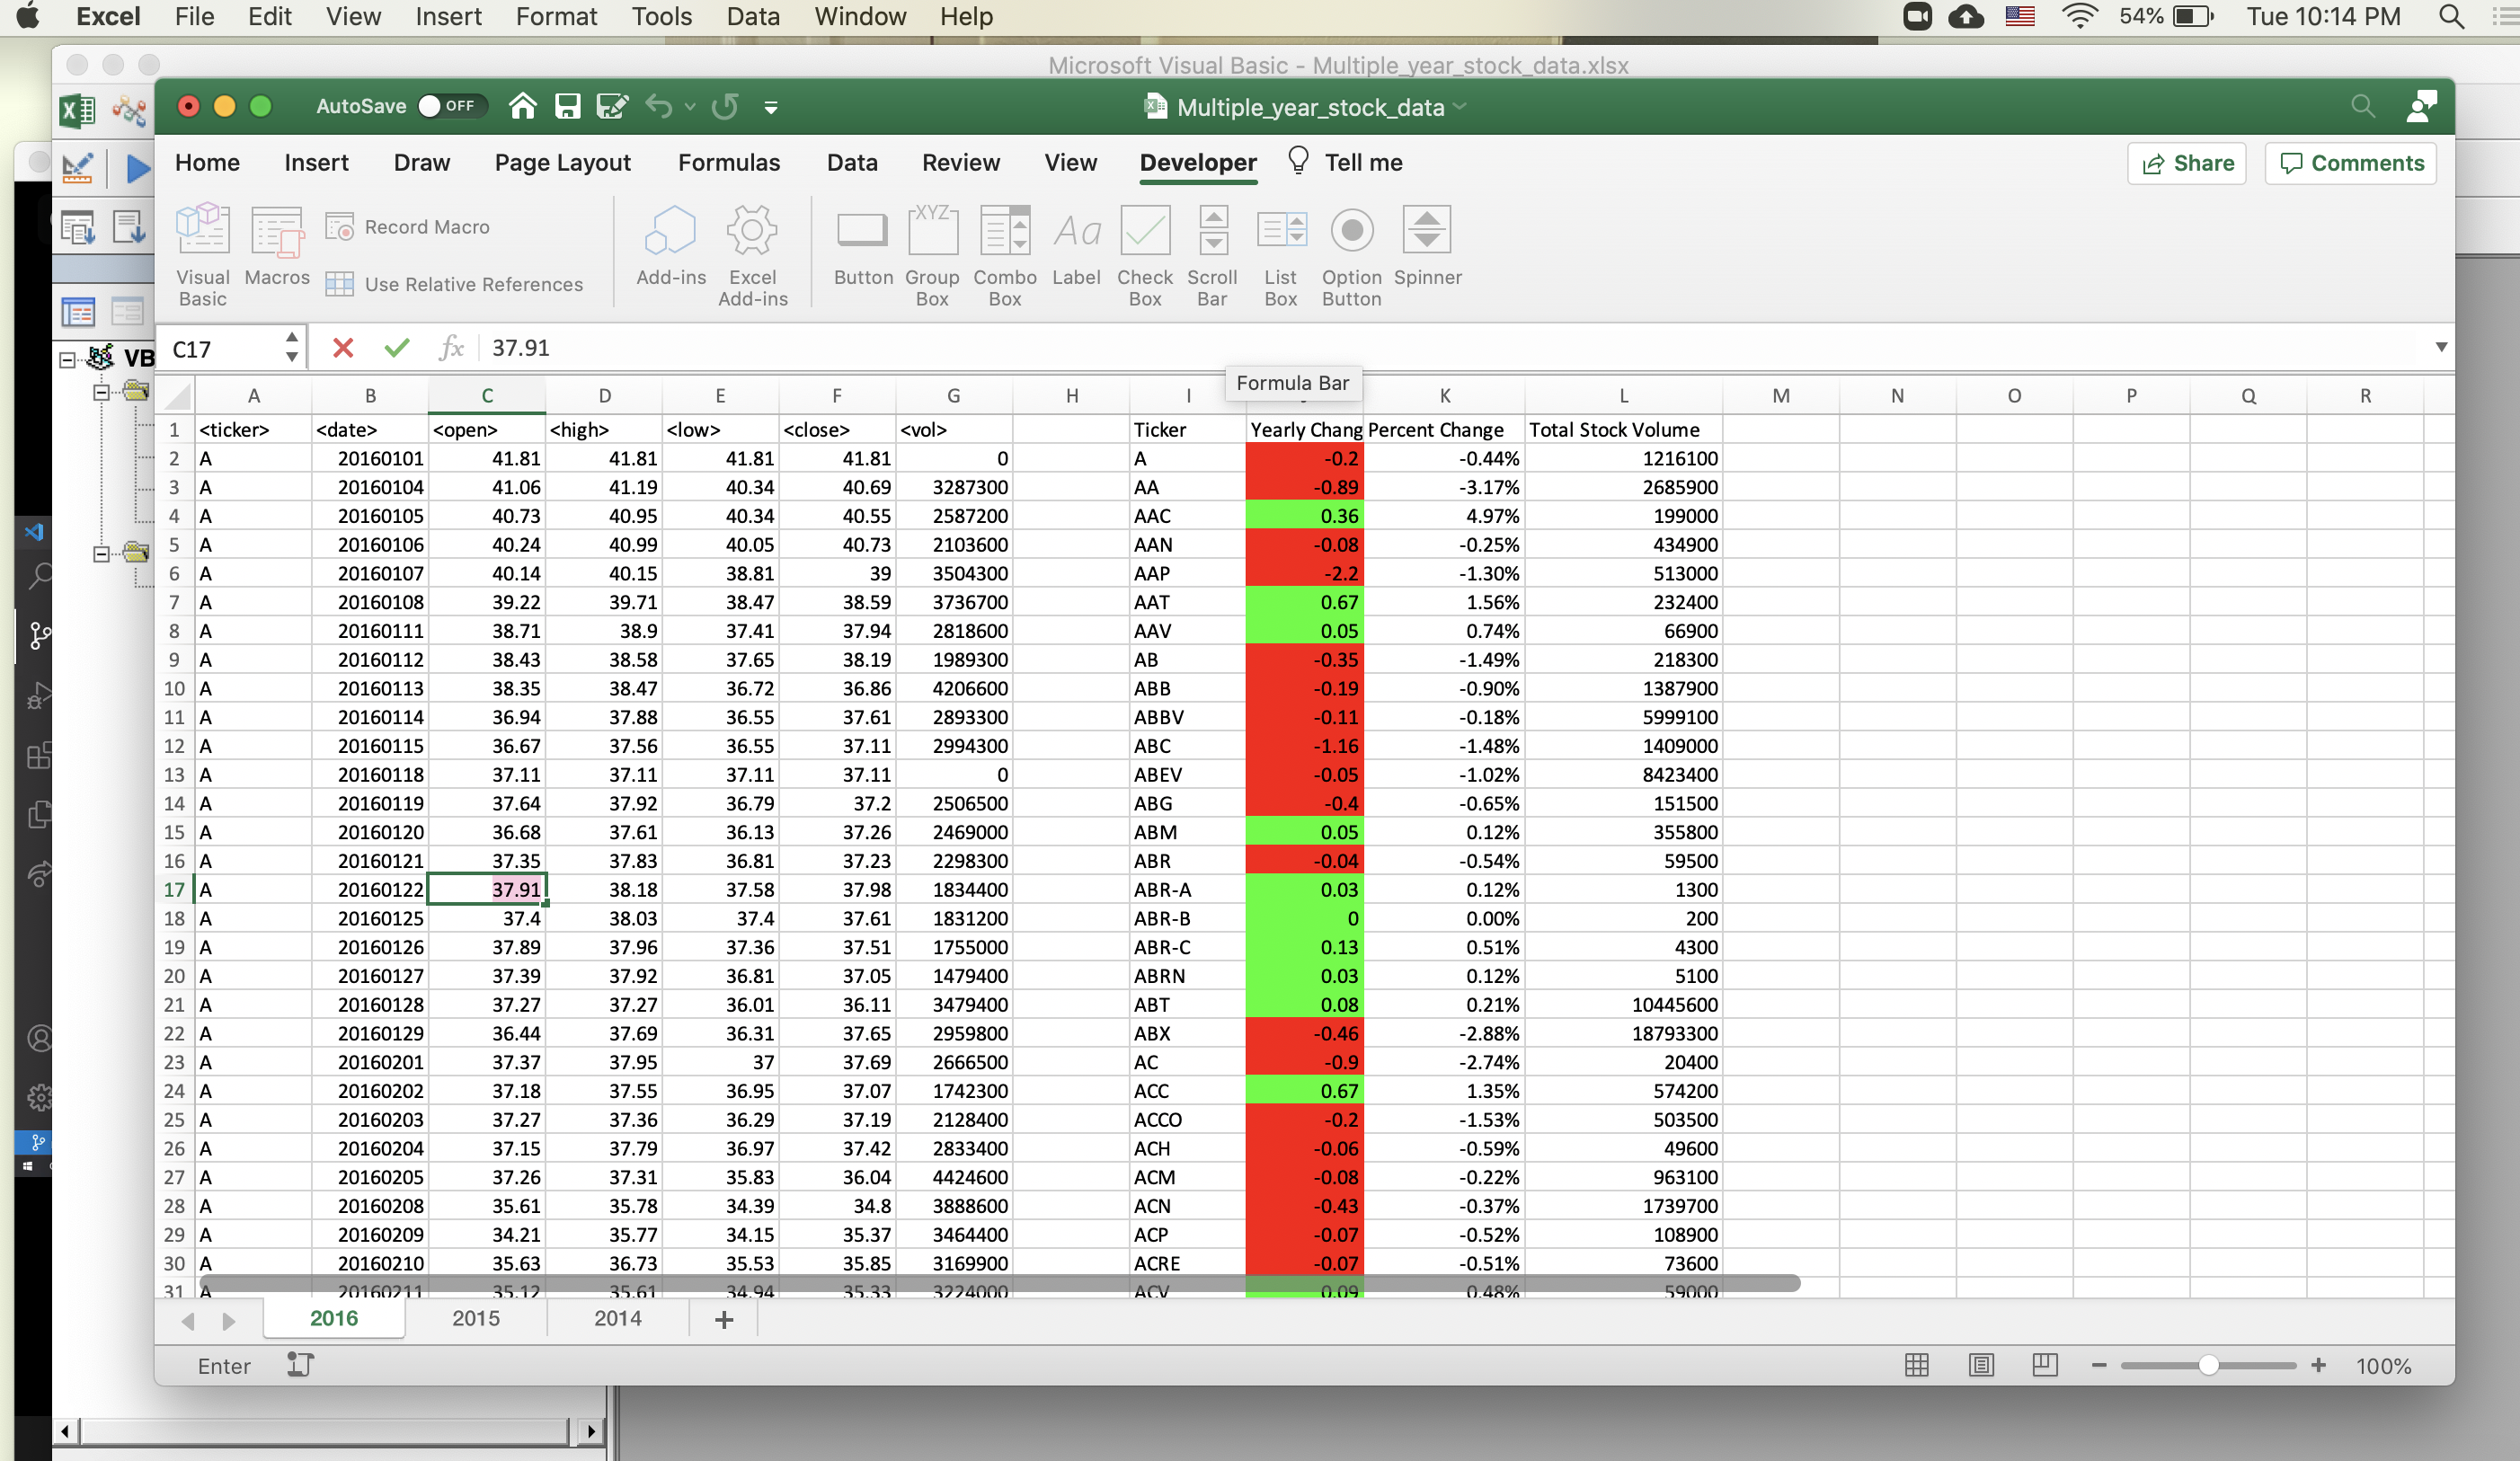 Excel File Edit View Insert Format Tools Data Window Help 54% Tue 10:14 PM
Microsoft Visual Basic - Multiple_year_stock_data.xlsx
AutoSave OFF Multiple_year_stock_data
Home Insert Draw Page Layout Formulas Data Review View Developer Tell me Share Comments
Record Macro
Use Relative References
Visual Basic Macros Add-ins Excel Add-ins Button Group Box Combo Box Label Check Box Scroll Bar List Box Option Button Spinner
XYZ Aa
VB
C17 fx 37.91
Formula Bar
A B C D E F G H I J K L M N O P Q R
1 <ticker> <date> <open> <high> <low> <close> <vol> Ticker Yearly Chang Percent Change Total Stock Volume
2 A 20160101 41.81 41.81 41.81 41.81 0 A -0.2 -0.44% 1216100
3 A 20160104 41.06 41.19 40.34 40.69 3287300 AA -0.89 -3.17% 2685900
4 A 20160105 40.73 40.95 40.34 40.55 2587200 AAC 0.36 4.97% 199000
5 A 20160106 40.24 40.99 40.05 40.73 2103600 AAN -0.08 -0.25% 434900
6 A 20160107 40.14 40.15 38.81 39 3504300 AAP -2.2 -1.30% 513000
7 A 20160108 39.22 39.71 38.47 38.59 3736700 AAT 0.67 1.56% 232400
8 A 20160111 38.71 38.9 37.41 37.94 2818600 AAV 0.05 0.74% 66900
9 A 20160112 38.43 38.58 37.65 38.19 1989300 AB -0.35 -1.49% 218300
10 A 20160113 38.35 38.47 36.72 36.86 4206600 ABB -0.19 -0.90% 1387900
11 A 20160114 36.94 37.88 36.55 37.61 2893300 ABBV -0.11 -0.18% 5999100
12 A 20160115 36.67 37.56 36.55 37.11 2994300 ABC -1.16 -1.48% 1409000
13 A 20160118 37.11 37.11 37.11 37.11 0 ABEV -0.05 -1.02% 8423400
14 A 20160119 37.64 37.92 36.79 37.2 2506500 ABG -0.4 -0.65% 151500
15 A 20160120 36.68 37.61 36.13 37.26 2469000 ABM 0.05 0.12% 355800
16 A 20160121 37.35 37.83 36.81 37.23 2298300 ABR -0.04 -0.54% 59500
17 A 20160122 37.91 38.18 37.58 37.98 1834400 ABR-A 0.03 0.12% 1300
18 A 20160125 37.4 38.03 37.4 37.61 1831200 ABR-B 0 0.00% 200
19 A 20160126 37.89 37.96 37.36 37.51 1755000 ABR-C 0.13 0.51% 4300
20 A 20160127 37.39 37.92 36.81 37.05 1479400 ABRN 0.03 0.12% 5100
21 A 20160128 37.27 37.27 36.01 36.11 3479400 ABT 0.08 0.21% 10445600
22 A 20160129 36.44 37.69 36.31 37.65 2959800 ABX -0.46 -2.88% 18793300
23 A 20160201 37.37 37.95 37 37.69 2666500 AC -0.9 -2.74% 20400
24 A 20160202 37.18 37.55 36.95 37.07 1742300 ACC 0.67 1.35% 574200
25 A 20160203 37.27 37.36 36.29 37.19 2128400 ACCO -0.2 -1.53% 503500
26 A 20160204 37.15 37.79 36.97 37.42 2833400 ACH -0.06 -0.59% 49600
27 A 20160205 37.26 37.31 35.83 36.04 4424600 ACM -0.08 -0.22% 963100
28 A 20160208 35.61 35.78 34.39 34.8 3888600 ACN -0.43 -0.37% 1739700
29 A 20160209 34.21 35.77 34.15 35.37 3464400 ACP -0.07 -0.52% 108900
30 A 20160210 35.63 36.73 35.53 35.85 3169900 ACRE -0.07 -0.51% 73600
31 A 20160211 35.12 35.61 34.94 35.33 3224000 ACV 0.09 0.48% 59000
2016 2015 2014
Enter 100%